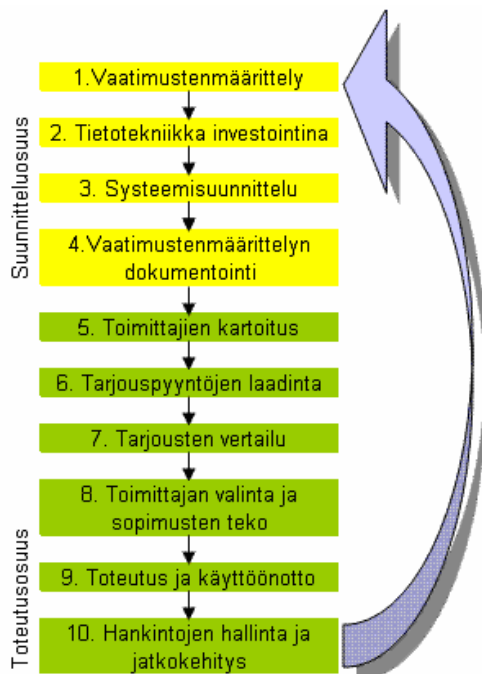 1.Vaatimustenmäärittely
2. Tietotekniikka investointina
3. Systeemisuunnittelu
4.Vaatimustenmäärittelyn
dokumentointi
Suunnitteluosuus
5. Toimittajien kartoitus
6. Tarjouspyyntöjen laadinta
7. Tarjousten vertailu
8. Toimittajan valinta ja
sopimusten teko
9. Toteutus ja käyttöönotto
10. Hankintojen hallinta ja
jatkokehitys
Toteutusosuus